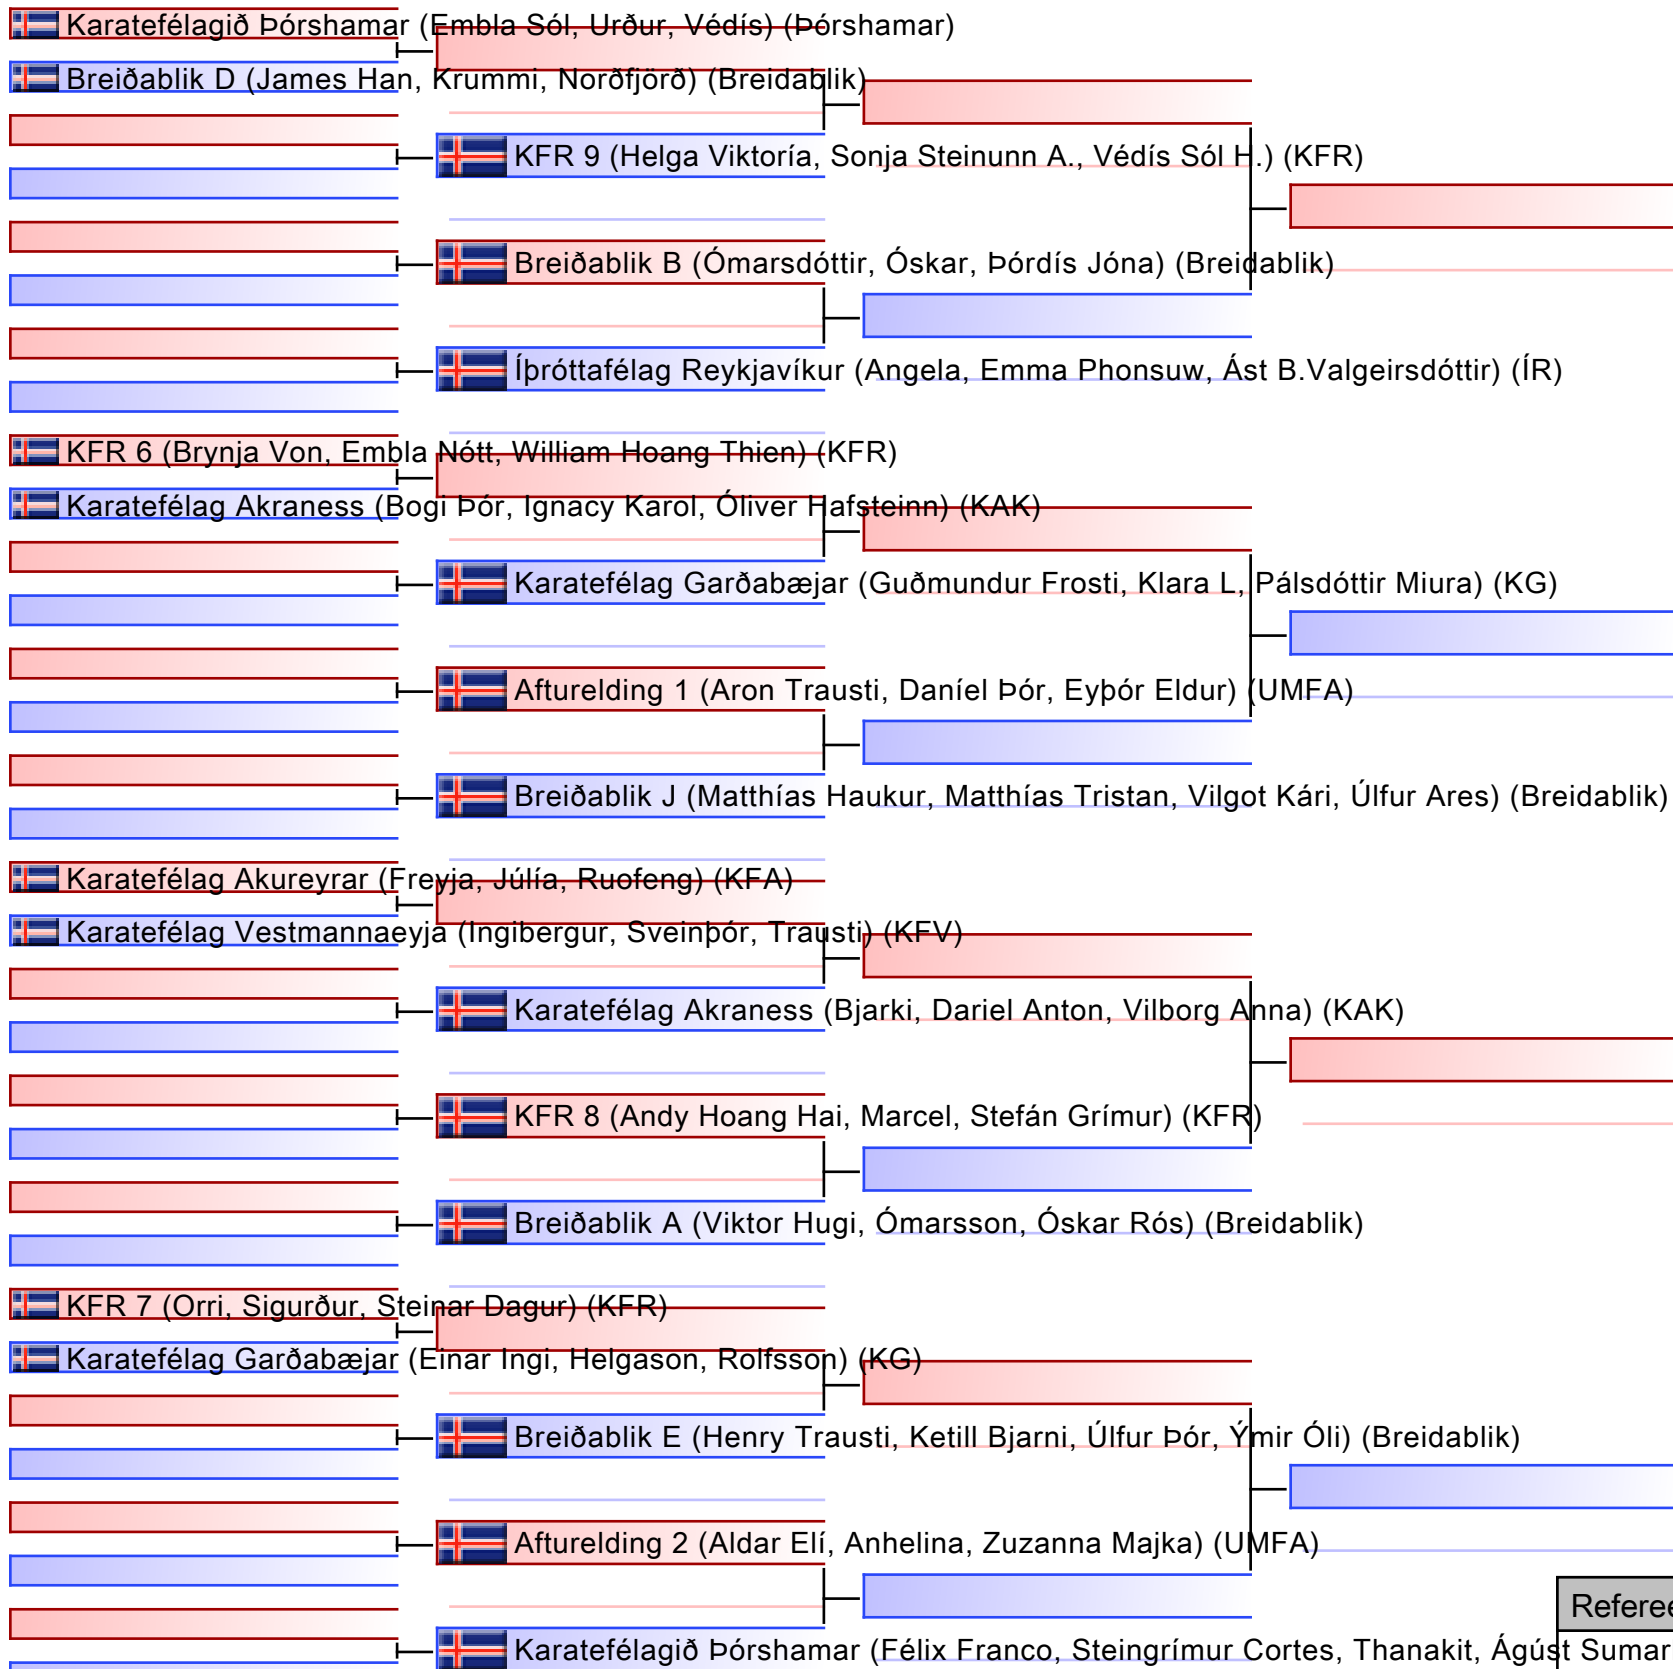 Karatefélagið Þórshamar (Embla Sól, Urður, Védís) (Þórshamar)
Breiðablik D (James Han, Krummi, Norðfjörð) (Breidablik)
KFR 9 (Helga Viktoría, Sonja Steinunn A., Védís Sól H.) (KFR)
Breiðablik B (Ómarsdóttir, Óskar, Þórdís Jóna) (Breidablik)
Íþróttafélag Reykjavíkur (Angela, Emma Phonsuw, Ást B.Valgeirsdóttir) (ÍR)
KFR 6 (Brynja Von, Embla Nótt, William Hoang Thien) (KFR)
Karatefélag Akraness (Bogi Þór, Ignacy Karol, Óliver Hafsteinn) (KAK)
Karatefélag Garðabæjar (Guðmundur Frosti, Klara L, Pálsdóttir Miura) (KG)
Afturelding 1 (Aron Trausti, Daníel Þór, Eyþór Eldur) (UMFA)
Breiðablik J (Matthías Haukur, Matthías Tristan, Vilgot Kári, Úlfur Ares) (Breidablik)
Karatefélag Akureyrar (Freyja, Júlía, Ruofeng) (KFA)
Karatefélag Vestmannaeyja (Ingibergur, Sveinþór, Trausti) (KFV)
Karatefélag Akraness (Bjarki, Dariel Anton, Vilborg Anna) (KAK)
KFR 8 (Andy Hoang Hai, Marcel, Stefán Grímur) (KFR)
Breiðablik A (Viktor Hugi, Ómarsson, Óskar Rós) (Breidablik)
KFR 7 (Orri, Sigurður, Steinar Dagur) (KFR)
Karatefélag Garðabæjar (Einar Ingi, Helgason, Rolfsson) (KG)
Breiðablik E (Henry Trausti, Ketill Bjarni, Úlfur Þór, Ýmir Óli) (Breidablik)
Afturelding 2 (Aldar Elí, Anhelina, Zuzanna Majka) (UMFA)
Referee
Karatefélagið Þórshamar (Félix Franco, Steingrímur Cortes, Thanakit, Ágúst Sumar